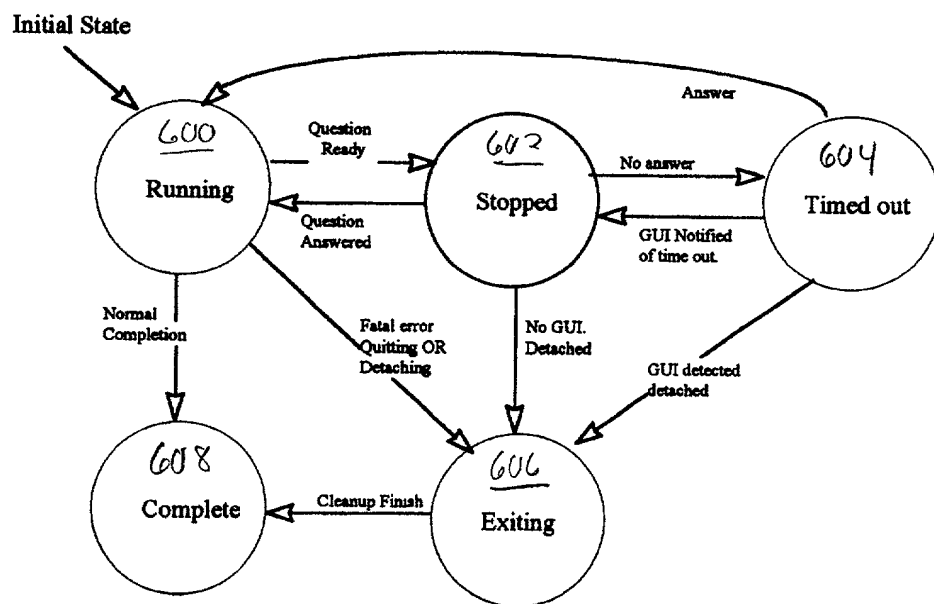 Initial State
Answer
600
Running
Question
Ready
602
Stopped
No answer
604
Timed out
Question
Answered
GUI Notified
of time out.
Normal
Completion
Fatal error
Quitting OR
Detaching
No GUI.
Detached
GUI detected
detached
608
Complete
Cleanup Finish
606
Exiting